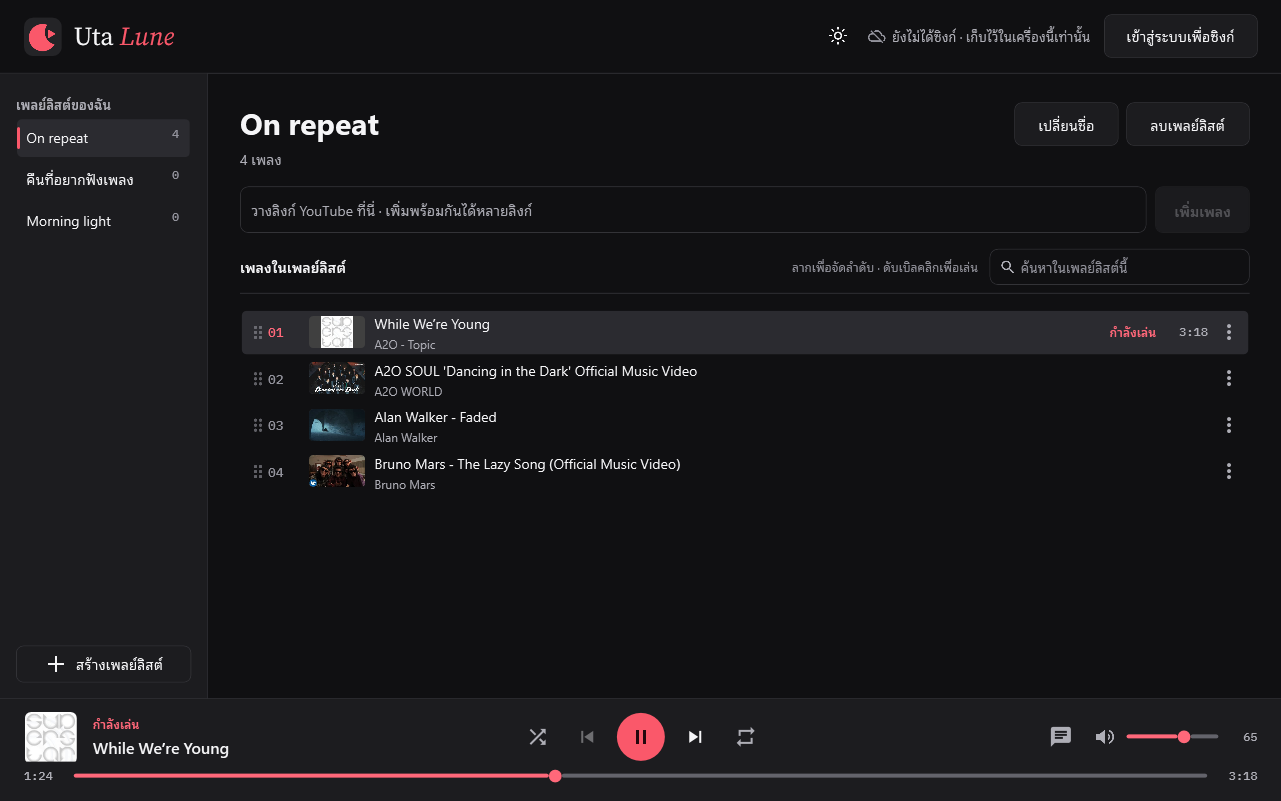 Uta Lune
ยังไม่ได้ซิงก์ · เก็บไว้ในเครื่องนี้เท่านั้น
เข้าสู่ระบบเพื่อซิงก์
เพลย์ลิสต์ของฉัน
On repeat 4
คืนที่อยากฟังเพลง 0
Morning light 0
สร้างเพลย์ลิสต์
On repeat
4 เพลง
เปลี่ยนชื่อ
ลบเพลย์ลิสต์
วางลิงก์ YouTube ที่นี่ · เพิ่มพร้อมกันได้หลายลิงก์
เพิ่มเพลง
เพลงในเพลย์ลิสต์
ลากเพื่อจัดลำดับ · ดับเบิลคลิกเพื่อเล่น
ค้นหาในเพลย์ลิสต์นี้
01 While We’re Young กำลังเล่น 3:18
A2O - Topic
02 A2O SOUL 'Dancing in the Dark' Official Music Video
A2O WORLD
03 Alan Walker - Faded
Alan Walker
04 Bruno Mars - The Lazy Song (Official Music Video)
Bruno Mars
กำลังเล่น
While We’re Young
65
1:24
3:18